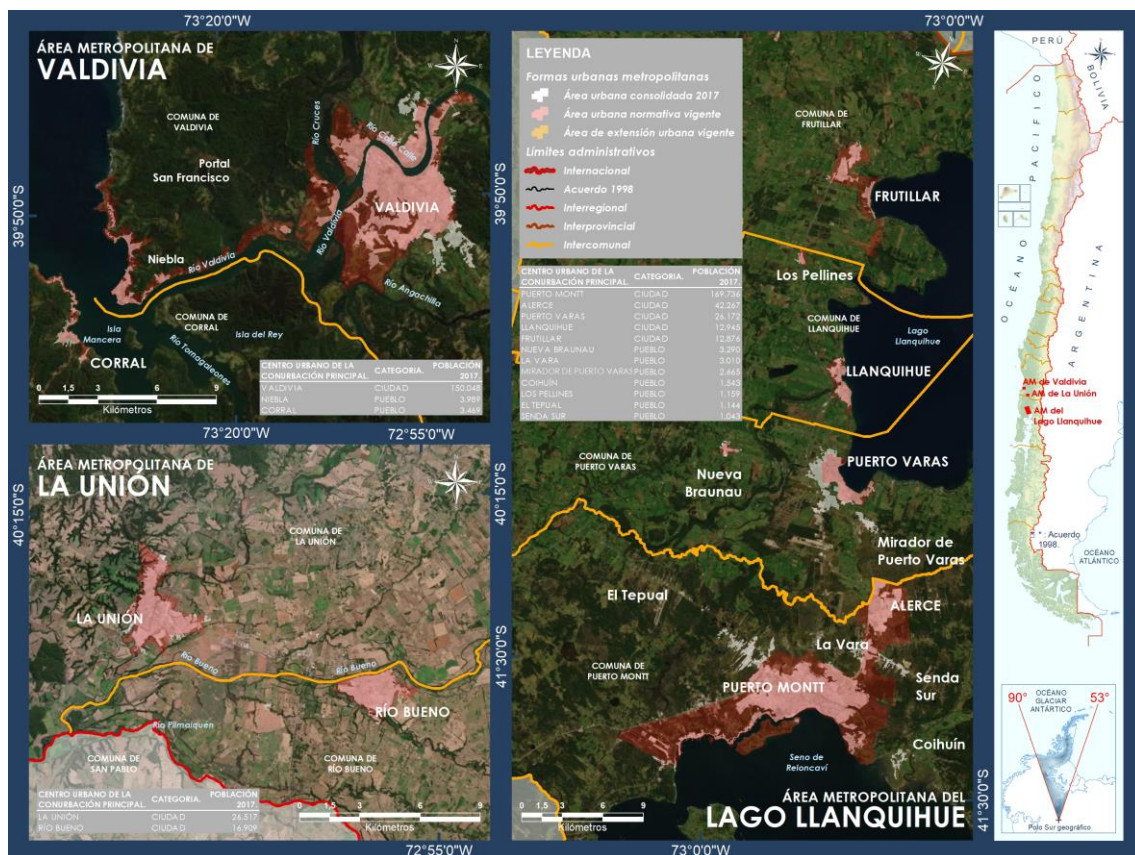 73°20'0"W
73°0'0"W
ÁREA METROPOLITANA DE
VALDIVIA
COMUNA DE
VALDIVIA
Portal
San Francisco
Río Cruces
Río Calle Calle
VALDIVIA
Río Valdivia
Niebla
Río Valdivia
Río Angachilla
Isla
Mancera
COMUNA DE
CORRAL
Isla del Rey
Río Tornagaleones
CORRAL
0 1,5 3 6 9
Kilómetros
CENTRO URBANO DE LA
CONURBACIÓN PRINCIPAL. CATEGORIA. POBLACIÓN
2017.
VALDIVIA CIUDAD 150.048
NIEBLA PUEBLO 3.989
CORRAL PUEBLO 3.469
39°50'0"S
39°50'0"S
73°20'0"W
72°55'0"W
ÁREA METROPOLITANA DE
LA UNIÓN
COMUNA DE
LA UNIÓN
LA UNIÓN
Río Bueno
Río Bueno
RÍO BUENO
Río Pilmaiquén
COMUNA DE
SAN PABLO
COMUNA DE
RÍO BUENO
CENTRO URBANO DE LA
CONURBACIÓN PRINCIPAL. CATEGORIA. POBLACIÓN
2017.
LA UNIÓN CIUDAD 26.517
RÍO BUENO CIUDAD 16.909
0 1,5 3 6 9
Kilómetros
40°15'0"S
40°15'0"S
72°55'0"W
LEYENDA
Formas urbanas metropolitanas
Área urbana consolidada 2017
Área urbana normativa vigente
Área de extensión urbana vigente
Límites administrativos
Internacional
Acuerdo 1998
Interregional
Interprovincial
Intercomunal
CENTRO URBANO DE LA
CONURBACIÓN PRINCIPAL. CATEGORIA. POBLACIÓN
2017.
PUERTO MONTT CIUDAD 169.736
ALERCE CIUDAD 42.267
PUERTO VARAS CIUDAD 26.172
LLANQUIHUE CIUDAD 12.945
FRUTILLAR CIUDAD 12.876
NUEVA BRAUNAU PUEBLO 3.290
LA VARA PUEBLO 3.010
MIRADOR DE PUERTO VARAS PUEBLO 2.665
COIHUÍN PUEBLO 1.543
LOS PELLINES PUEBLO 1.159
EL TEPUAL PUEBLO 1.144
SENDA SUR PUEBLO 1.043
COMUNA DE
FRUTILLAR
FRUTILLAR
Los Pellines
COMUNA DE
LLANQUIHUE
Lago
Llanquihue
LLANQUIHUE
COMUNA DE
PUERTO VARAS
Nueva
Braunau
PUERTO VARAS
Mirador de
Puerto Varas
El Tepual
ALERCE
La Vara
COMUNA DE
PUERTO MONTT
PUERTO MONTT
Senda
Sur
Coihuín
Seno de
Reloncaví
0 1,5 3 6 9
Kilómetros
ÁREA METROPOLITANA DEL
LAGO LLANQUIHUE
41°30'0"S
41°30'0"S
73°0'0"W
PERÚ
BOLIVIA
OCÉANO PACIFICO
ARGENTINA
AM de Valdivia
AM de La Unión
AM del
Lago Llanquihue
* : Acuerdo
1998.
OCÉANO
ATLÁNTICO
90°
OCÉANO
GLACIAR
ANTÁRTICO
53°
Polo Sur geográfico